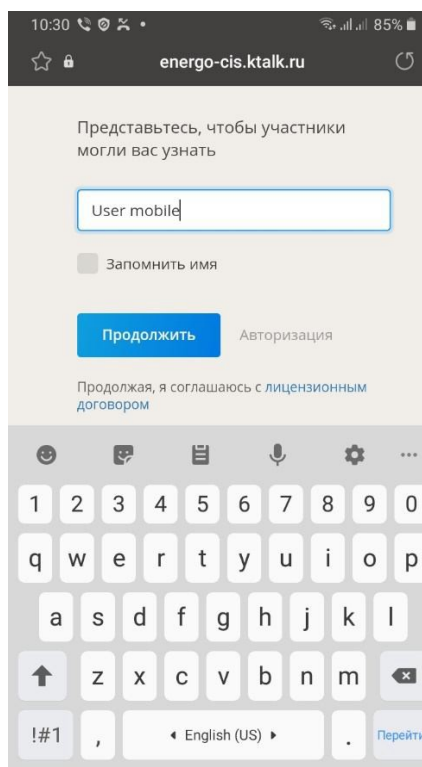 10:30 85%
energo-cis.ktalk.ru
Представьтесь, чтобы участники
могли вас узнать
User mobile
Запомнить имя
Продолжить Авторизация
Продолжая, я соглашаюсь с лицензионным
договором
1 2 3 4 5 6 7 8 9 0
q w e r t y u i o p
a s d f g h j k l
z x c v b n m
!#1 , English (US) . Перейти